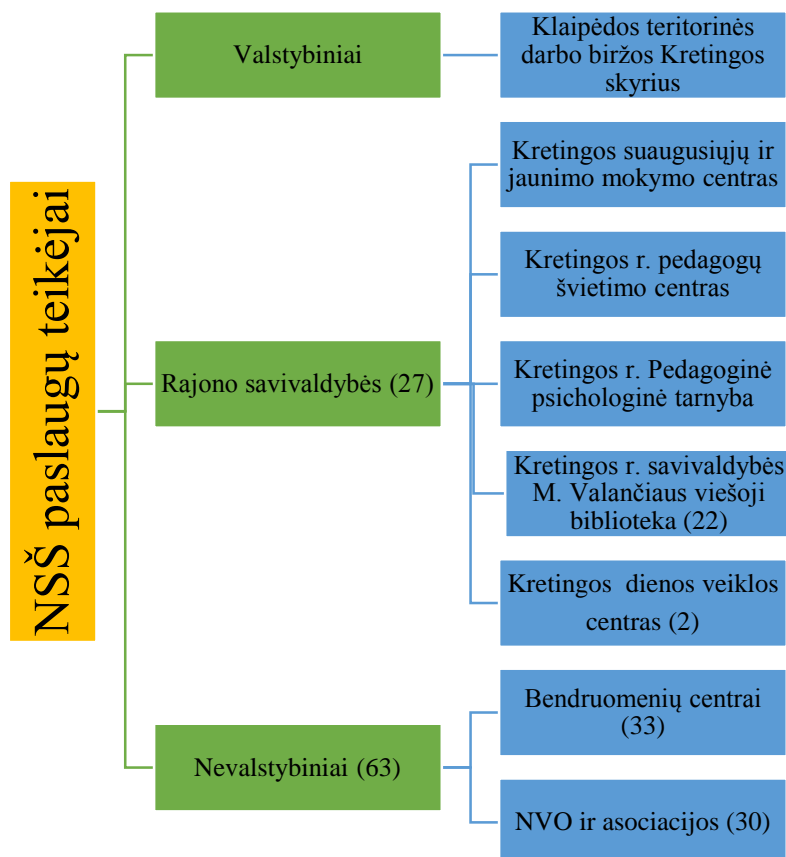 NSŠ paslaugų teikėjai
Valstybiniai
Klaipėdos teritorinės
darbo biržos Kretingos
skyrius
Rajono savivaldybės (27)
Kretingos suaugusiųjų ir
jaunimo mokymo centras
Kretingos r. pedagogų
švietimo centras
Kretingos r. Pedagoginė
psichologinė tarnyba
Kretingos r. savivaldybės
M. Valančiaus viešoji
biblioteka (22)
Kretingos dienos veiklos
centras (2)
Nevalstybiniai (63)
Bendruomenių centrai
(33)
NVO ir asociacijos (30)